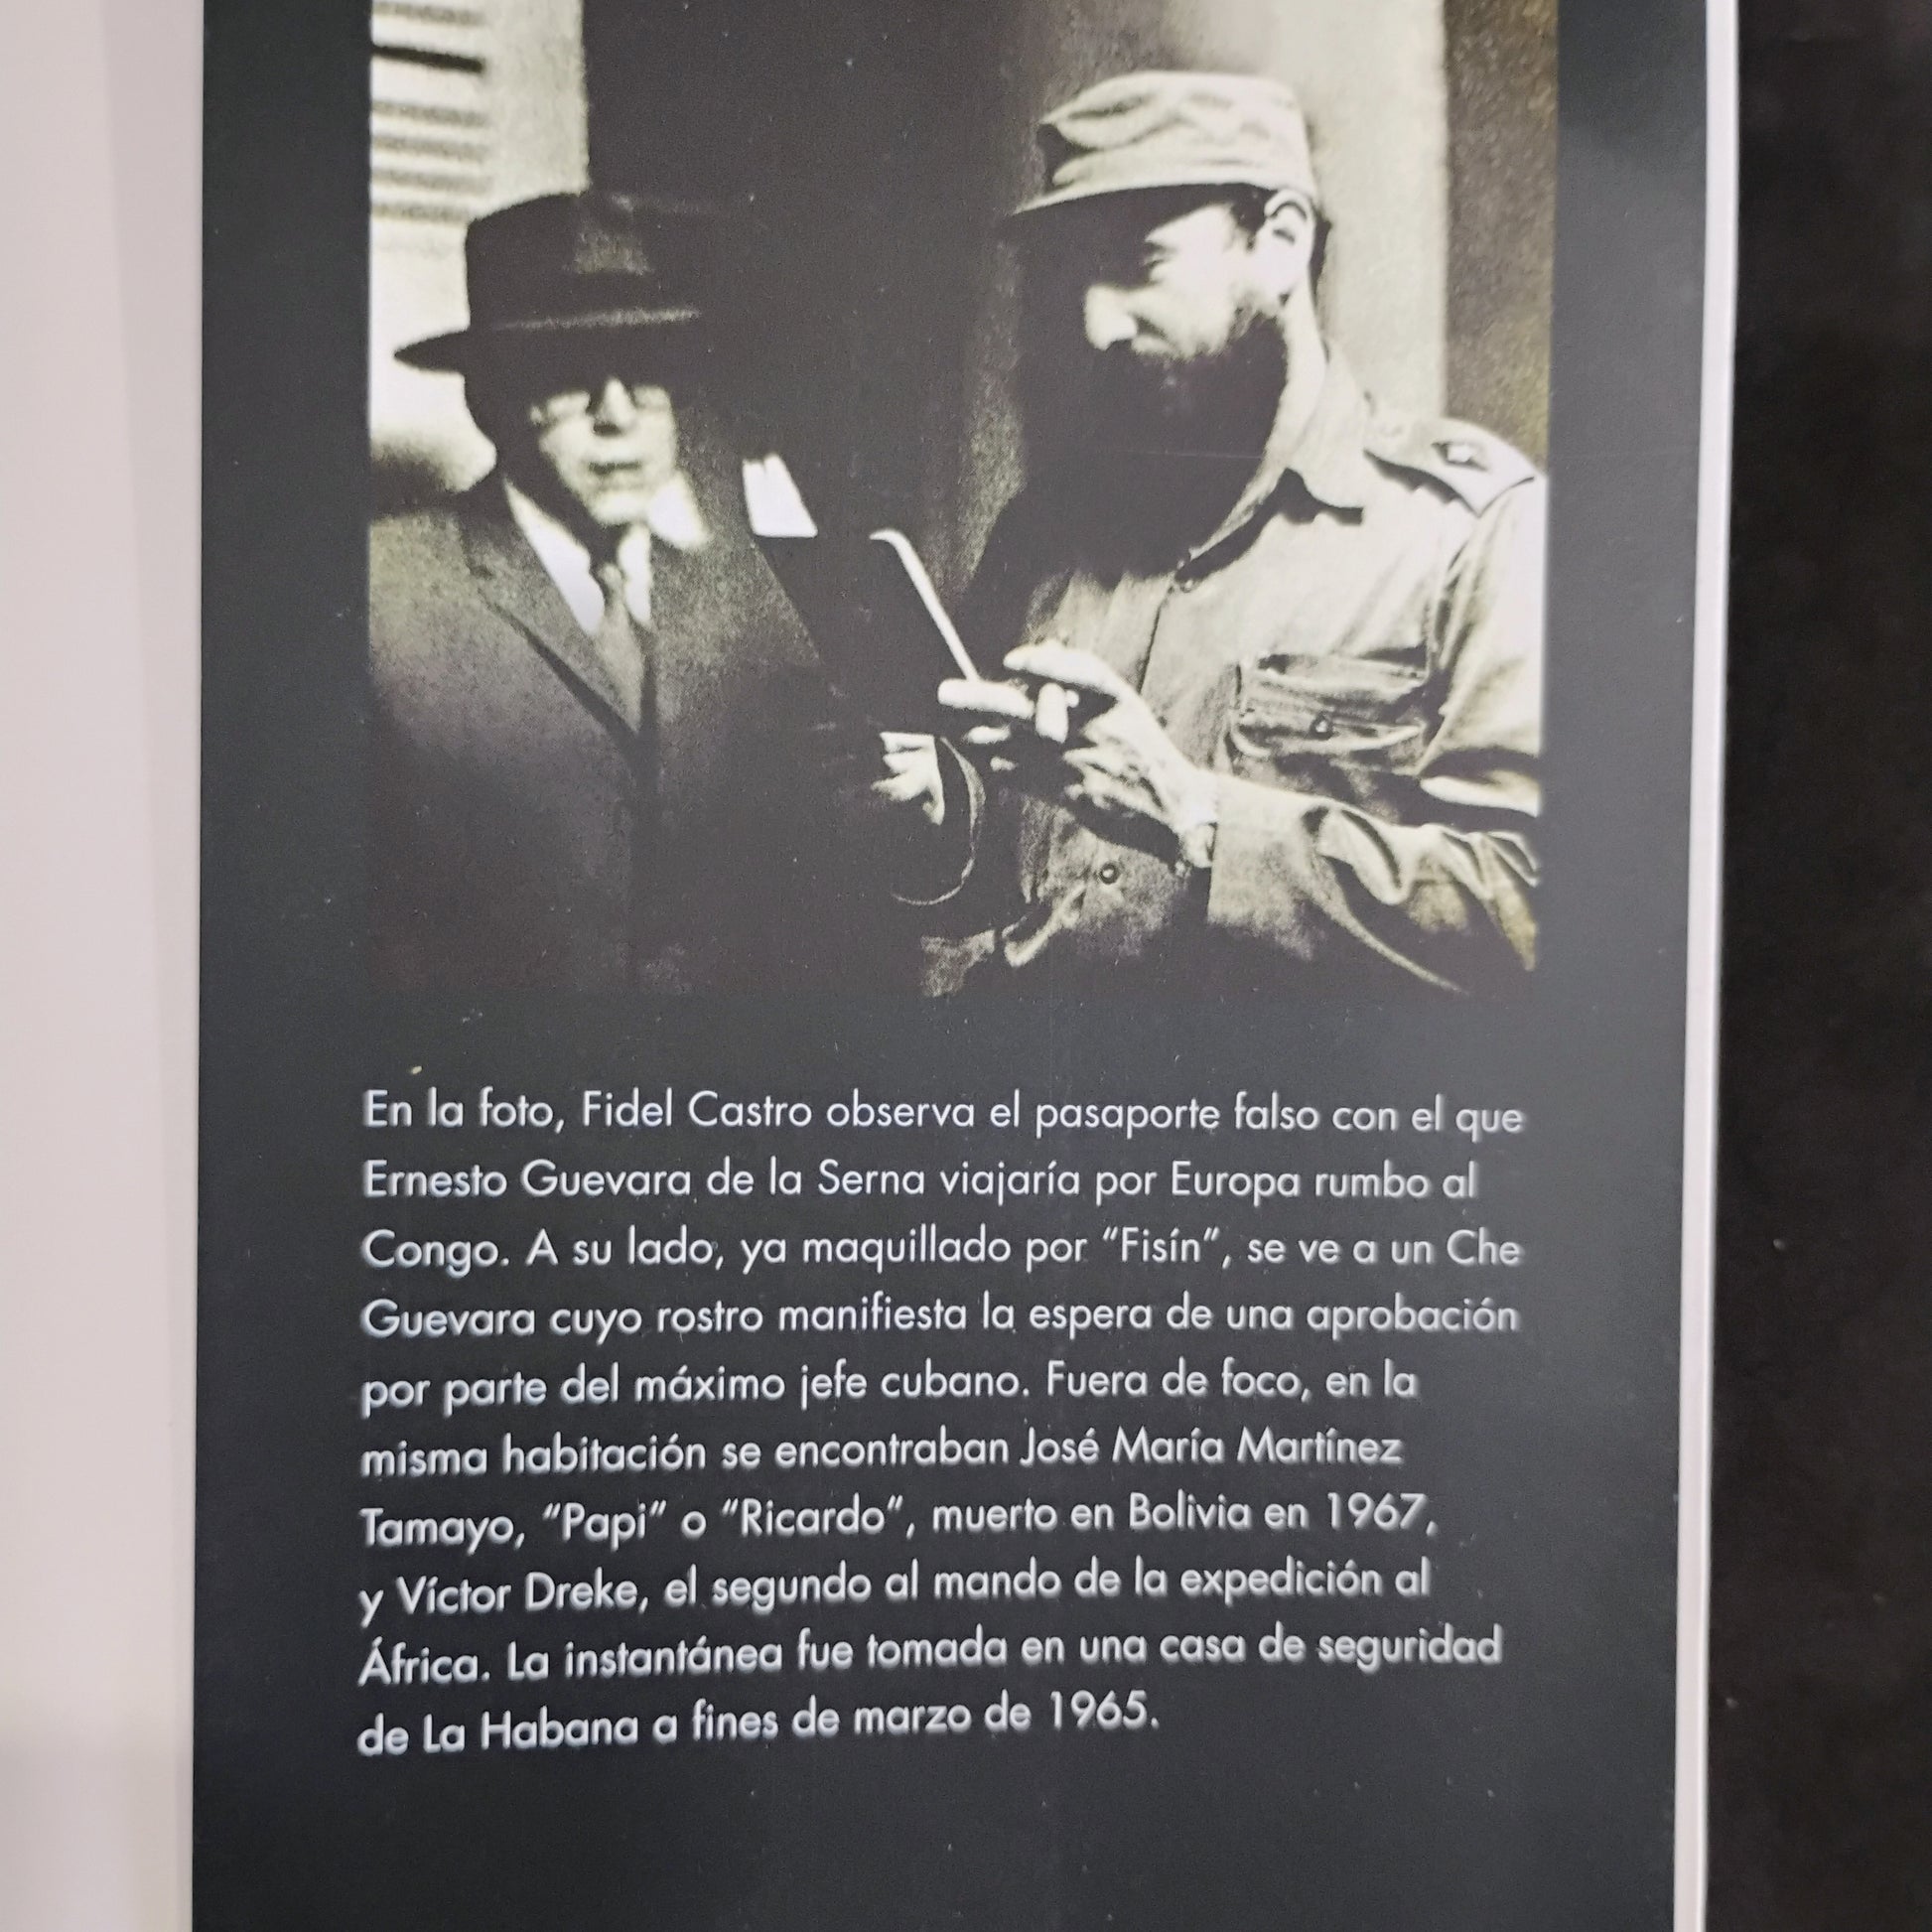 En la foto, Fidel Castro observa el pasaporte falso con el que
Ernesto Guevara de la Serna viajaría por Europa rumbo al
Congo. A su lado, ya maquillado por “Fisín”, se ve a un Che
Guevara cuyo rostro manifiesta la espera de una aprobación
por parte del máximo jefe cubano. Fuera de foco, en la
misma habitación se encontraban José María Martínez
Tamayo, “Papi” o “Ricardo”, muerto en Bolivia en 1967,
y Víctor Dreke, el segundo al mando de la expedición al
África. La instantánea fue tomada en una casa de seguridad
de La Habana a fines de marzo de 1965.